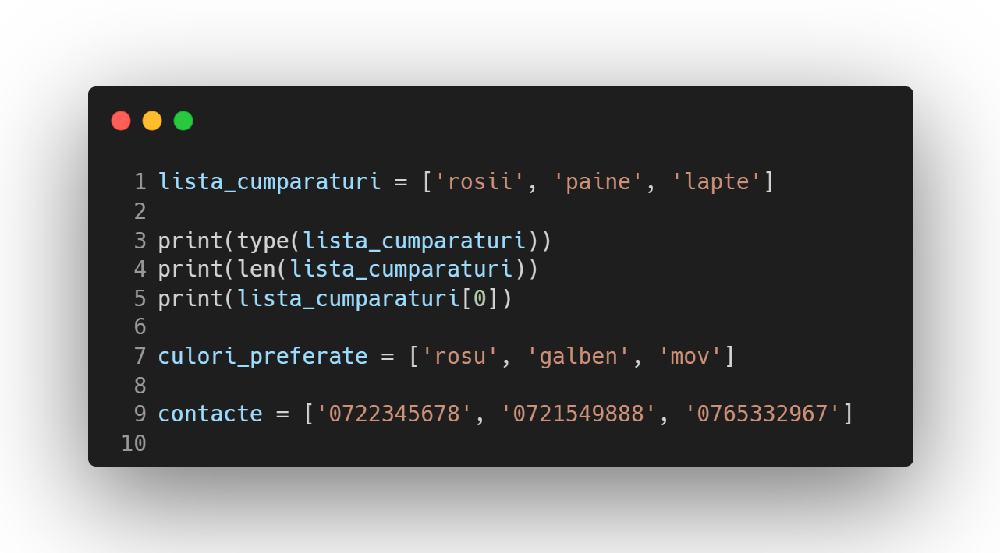 1 lista_cumparaturi = ['rosii', 'paine', 'lapte']
2
3 print(type(lista_cumparaturi))
4 print(len(lista_cumparaturi))
5 print(lista_cumparaturi[0])
6
7 culori_preferate = ['rosu', 'galben', 'mov']
8
9 contacte = ['0722345678', '0721549888', '0765332967']
10